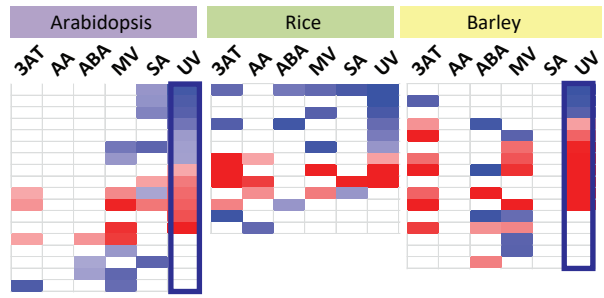 Arabidopsis Rice Barley
3AT AA ABA MV SA UV 3AT AA ABA MV SA UV 3AT AA ABA MV SA UV